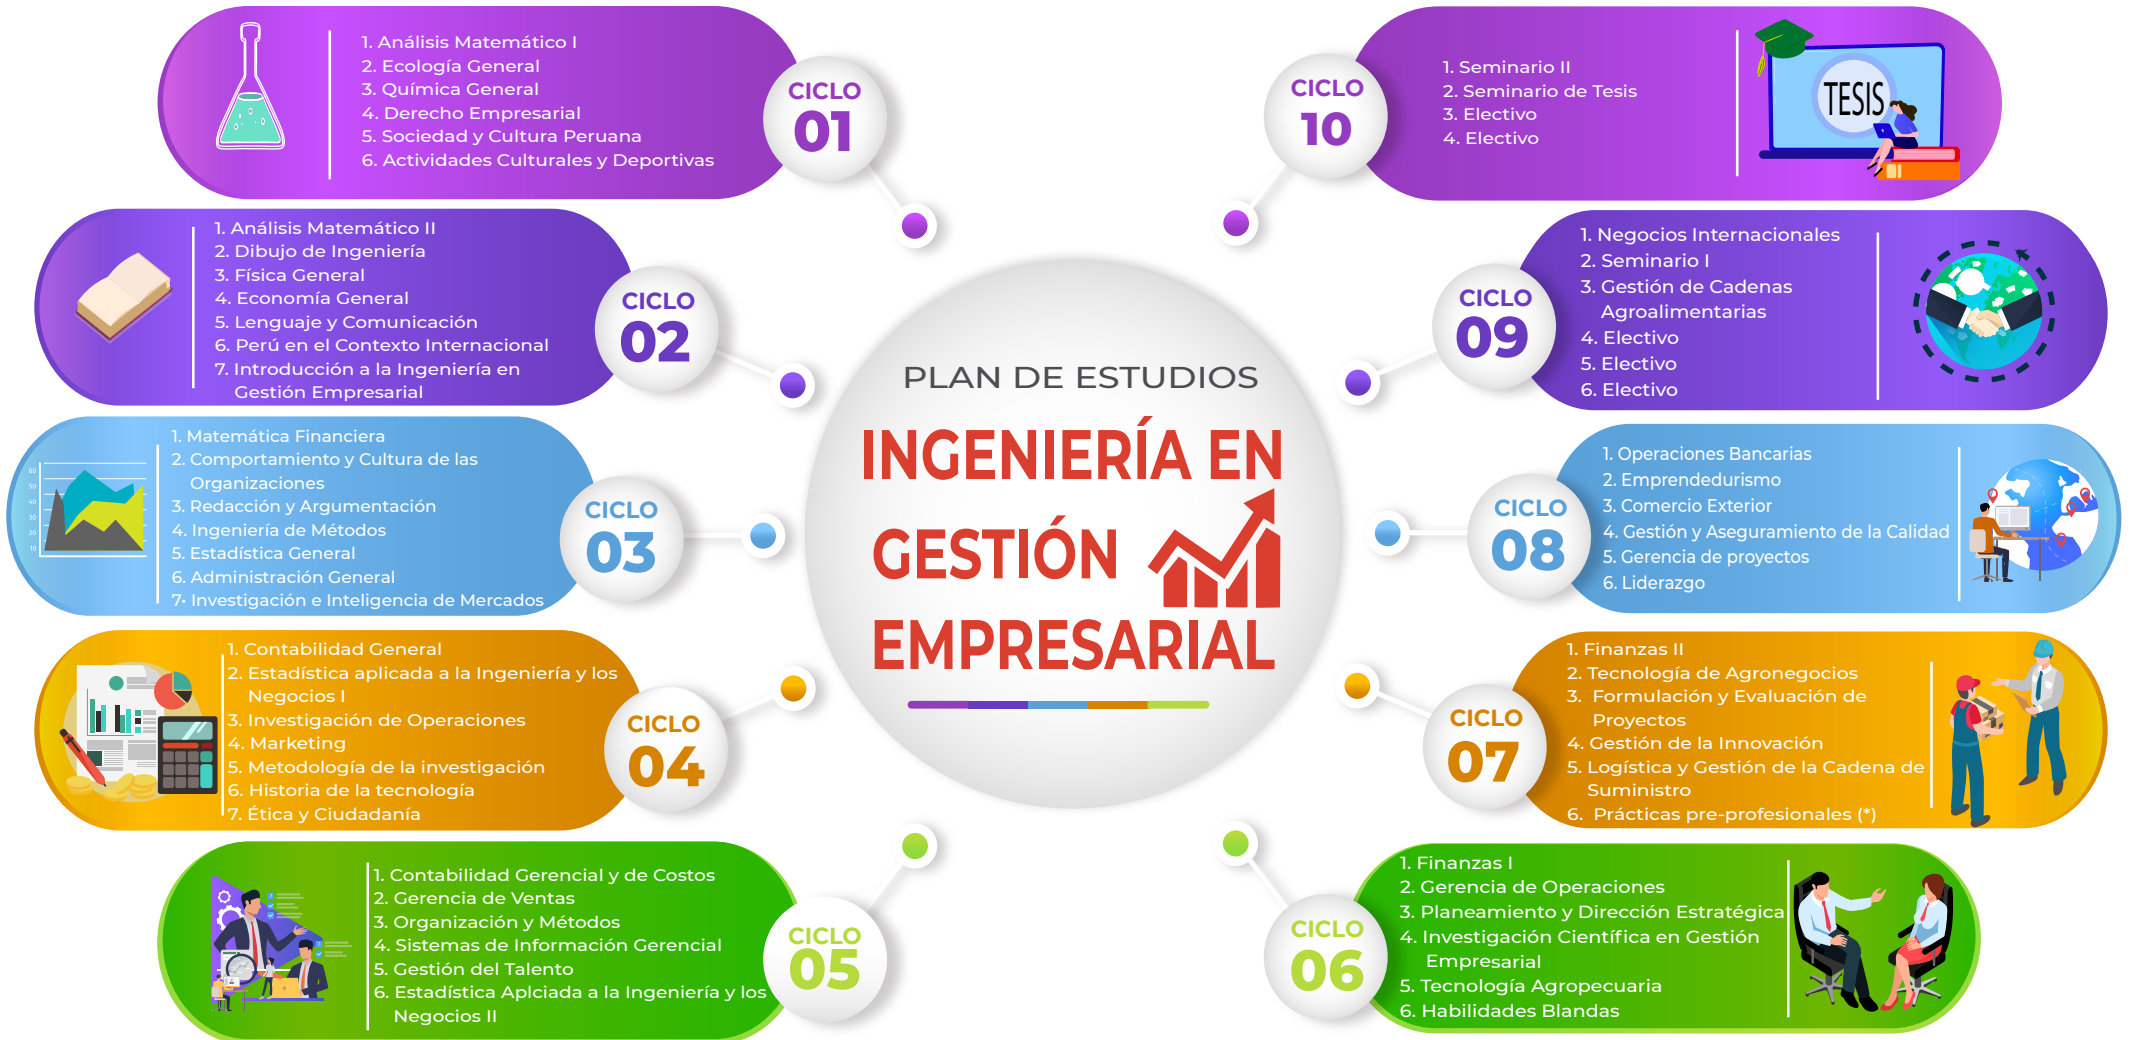 CICLO
01
1. Análisis Matemático I
2. Ecología General
3. Química General
4. Derecho Empresarial
5. Sociedad y Cultura Peruana
6. Actividades Culturales y Deportivas
CICLO
02
1. Análisis Matemático II
2. Dibujo de Ingeniería
3. Física General
4. Economía General
5. Lenguaje y Comunicación
6. Perú en el Contexto Internacional
7. Introducción a la Ingeniería en
Gestión Empresarial
CICLO
03
60
50
40
30
20
10
1. Matemática Financiera
2. Comportamiento y Cultura de las
Organizaciones
3. Redacción y Argumentación
4. Ingeniería de Métodos
5. Estadística General
6. Administración General
7• Investigación e Inteligencia de Mercados
CICLO
04
1. Contabilidad General
2. Estadística aplicada a la Ingeniería y los
Negocios I
3. Investigación de Operaciones
4. Marketing
5. Metodología de la investigación
6. Historia de la tecnología
7. Ética y Ciudadanía
CICLO
05
1. Contabilidad Gerencial y de Costos
2. Gerencia de Ventas
3. Organización y Métodos
4. Sistemas de Información Gerencial
5. Gestión del Talento
6. Estadística Aplciada a la Ingeniería y los
Negocios II
PLAN DE ESTUDIOS
INGENIERÍA EN
GESTIÓN
EMPRESARIAL
CICLO
06
1. Finanzas I
2. Gerencia de Operaciones
3. Planeamiento y Dirección Estratégica
4. Investigación Científica en Gestión
Empresarial
5. Tecnología Agropecuaria
6. Habilidades Blandas
CICLO
07
1. Finanzas II
2. Tecnología de Agronegocios
3. Formulación y Evaluación de
Proyectos
4. Gestión de la Innovación
5. Logística y Gestión de la Cadena de
Suministro
6. Prácticas pre-profesionales (*)
CICLO
08
1. Operaciones Bancarias
2. Emprendedurismo
3. Comercio Exterior
4. Gestión y Aseguramiento de la Calidad
5. Gerencia de proyectos
6. Liderazgo
CICLO
09
1. Negocios Internacionales
2. Seminario I
3. Gestión de Cadenas
Agroalimentarias
4. Electivo
5. Electivo
6. Electivo
CICLO
10
1. Seminario II
2. Seminario de Tesis
3. Electivo
4. Electivo
TESIS